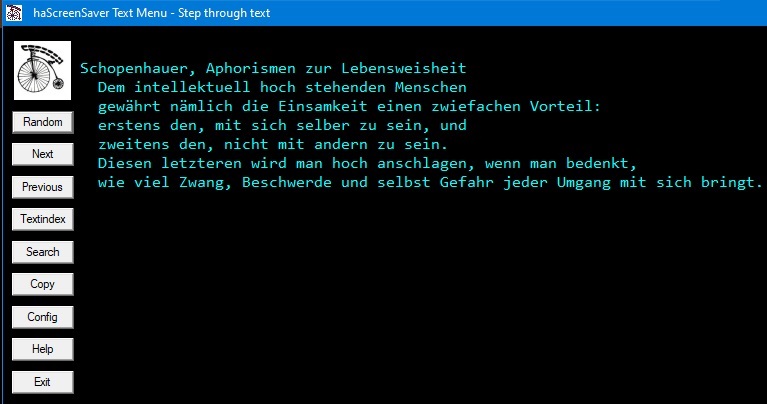 haScreenSaver Text Menu - Step through text
Schopenhauer, Aphorismen zur Lebensweisheit
Dem intellektuell hoch stehenden Menschen
gewährt nämlich die Einsamkeit einen zwiefachen Vorteil:
erstens den, mit sich selber zu sein, und
zweitens den, nicht mit andern zu sein.
Diesen letzteren wird man hoch anschlagen, wenn man bedenkt,
wie viel Zwang, Beschwerde und selbst Gefahr jeder Umgang mit sich bringt.
Random
Next
Previous
Textindex
Search
Copy
Config
Help
Exit